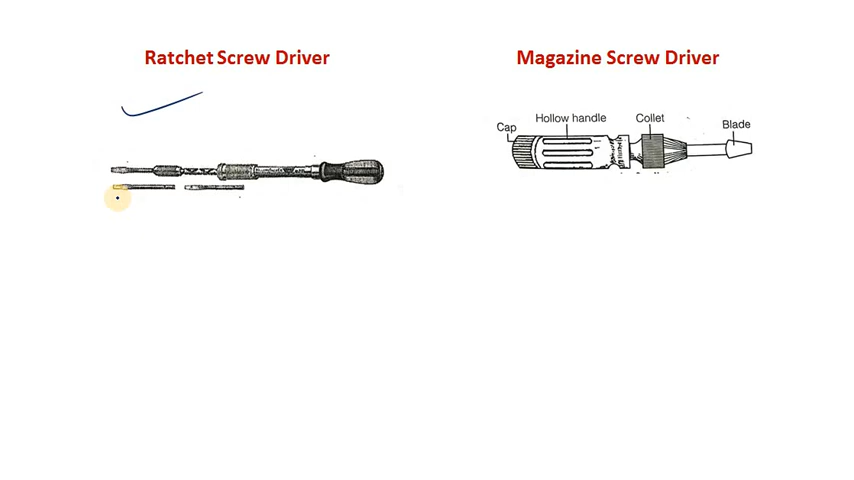 Ratchet Screw Driver
Magazine Screw Driver
Cap
Hollow handle
Collet
Blade